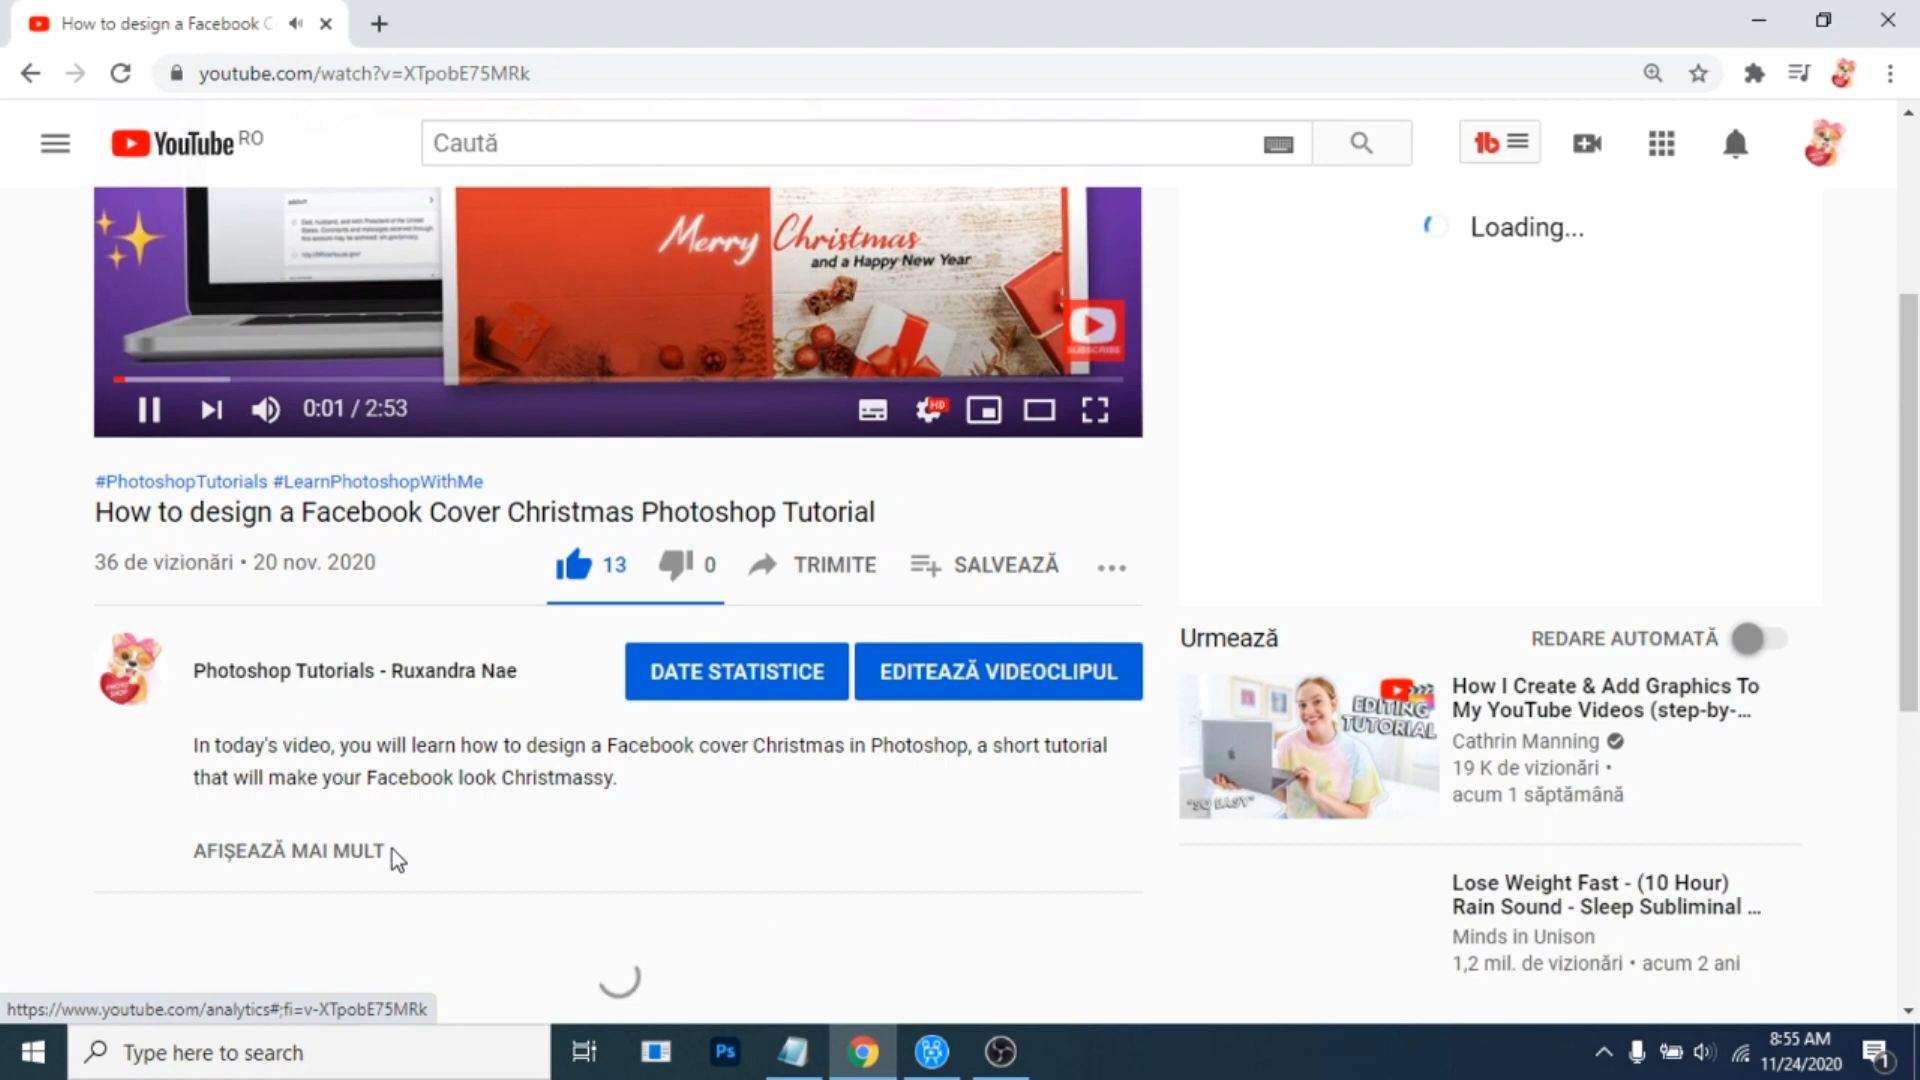 How to design a Facebook C
youtube.com/watch?v=XTpobE75MRk
YouTube RO
Caută
ABOUT
Merry Christmas
and a Happy New Year
SUBSCRIBE
0:01 / 2:53
HD
Loading...
#PhotoshopTutorials #LearnPhotoshopWithMe
How to design a Facebook Cover Christmas Photoshop Tutorial
36 de vizionări • 20 nov. 2020
13
0
TRIMITE
SALVEAZĂ
Photoshop Tutorials - Ruxandra Nae
DATE STATISTICE
EDITEAZĂ VIDEOCLIPUL
In today's video, you will learn how to design a Facebook cover Christmas in Photoshop, a short tutorial
that will make your Facebook look Christmassy.
AFIȘEAZĂ MAI MULT
Urmează
REDARE AUTOMATĂ
EDITING
TUTORIAL
"SO EASY"
How I Create & Add Graphics To
My YouTube Videos (step-by-...
Cathrin Manning
19 K de vizionări •
acum 1 săptămână
Lose Weight Fast - (10 Hour)
Rain Sound - Sleep Subliminal ...
Minds in Unison
1,2 mil. de vizionări • acum 2 ani
https://www.youtube.com/analytics#;fi=v-XTpobE75MRk
Type here to search
Ps
8:55 AM
11/24/2020
1